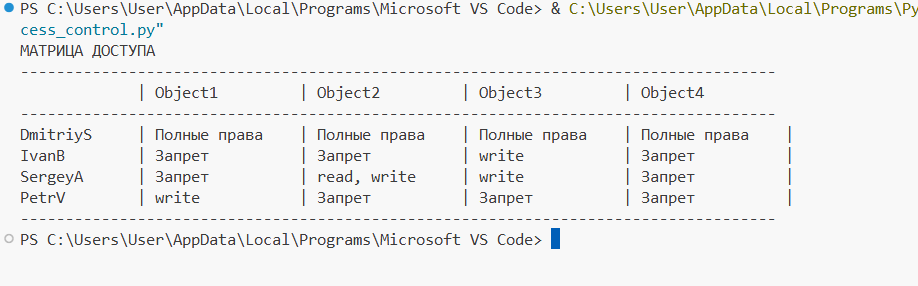 PS C:\Users\User\AppData\Local\Programs\Microsoft VS Code> & C:\Users\User\AppData\Local\Programs\Py
cess_control.py"
МАТРИЦА ДОСТУПА
------------------------------------------------------------------------------------
| Object1 | Object2 | Object3 | Object4
------------------------------------------------------------------------------------
DmitriyS | Полные права | Полные права | Полные права | Полные права |
IvanB | Запрет | Запрет | write | Запрет |
SergeyA | Запрет | read, write | write | Запрет |
PetrV | write | Запрет | Запрет | Запрет |
------------------------------------------------------------------------------------
PS C:\Users\User\AppData\Local\Programs\Microsoft VS Code>